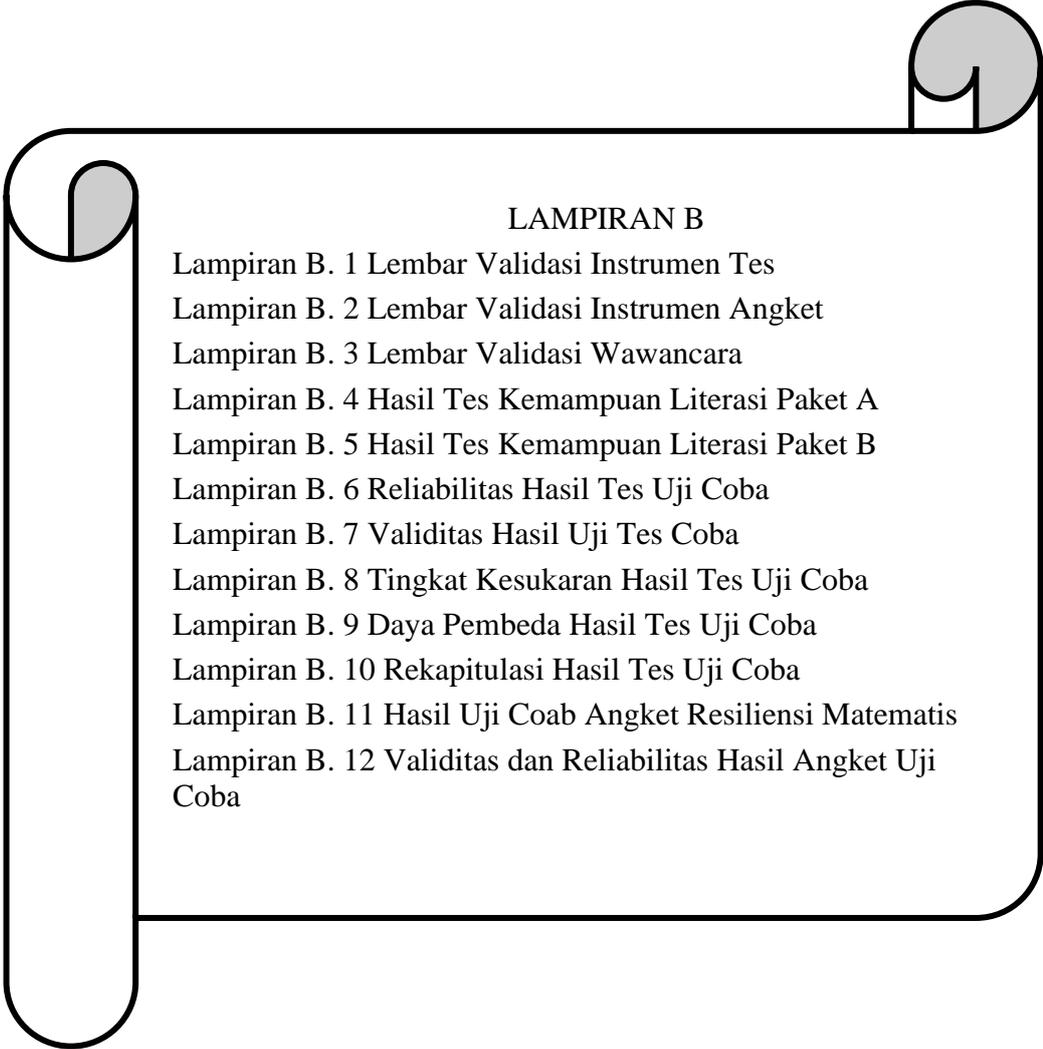 LAMPIRAN B
Lampiran B. 1 Lembar Validasi Instrumen Tes
Lampiran B. 2 Lembar Validasi Instrumen Angket
Lampiran B. 3 Lembar Validasi Wawancara
Lampiran B. 4 Hasil Tes Kemampuan Literasi Paket A
Lampiran B. 5 Hasil Tes Kemampuan Literasi Paket B
Lampiran B. 6 Reliabilitas Hasil Tes Uji Coba
Lampiran B. 7 Validitas Hasil Uji Tes Coba
Lampiran B. 8 Tingkat Kesukaran Hasil Tes Uji Coba
Lampiran B. 9 Daya Pembeda Hasil Tes Uji Coba
Lampiran B. 10 Rekapitulasi Hasil Tes Uji Coba
Lampiran B. 11 Hasil Uji Coab Angket Resiliensi Matematis
Lampiran B. 12 Validitas dan Reliabilitas Hasil Angket Uji
Coba